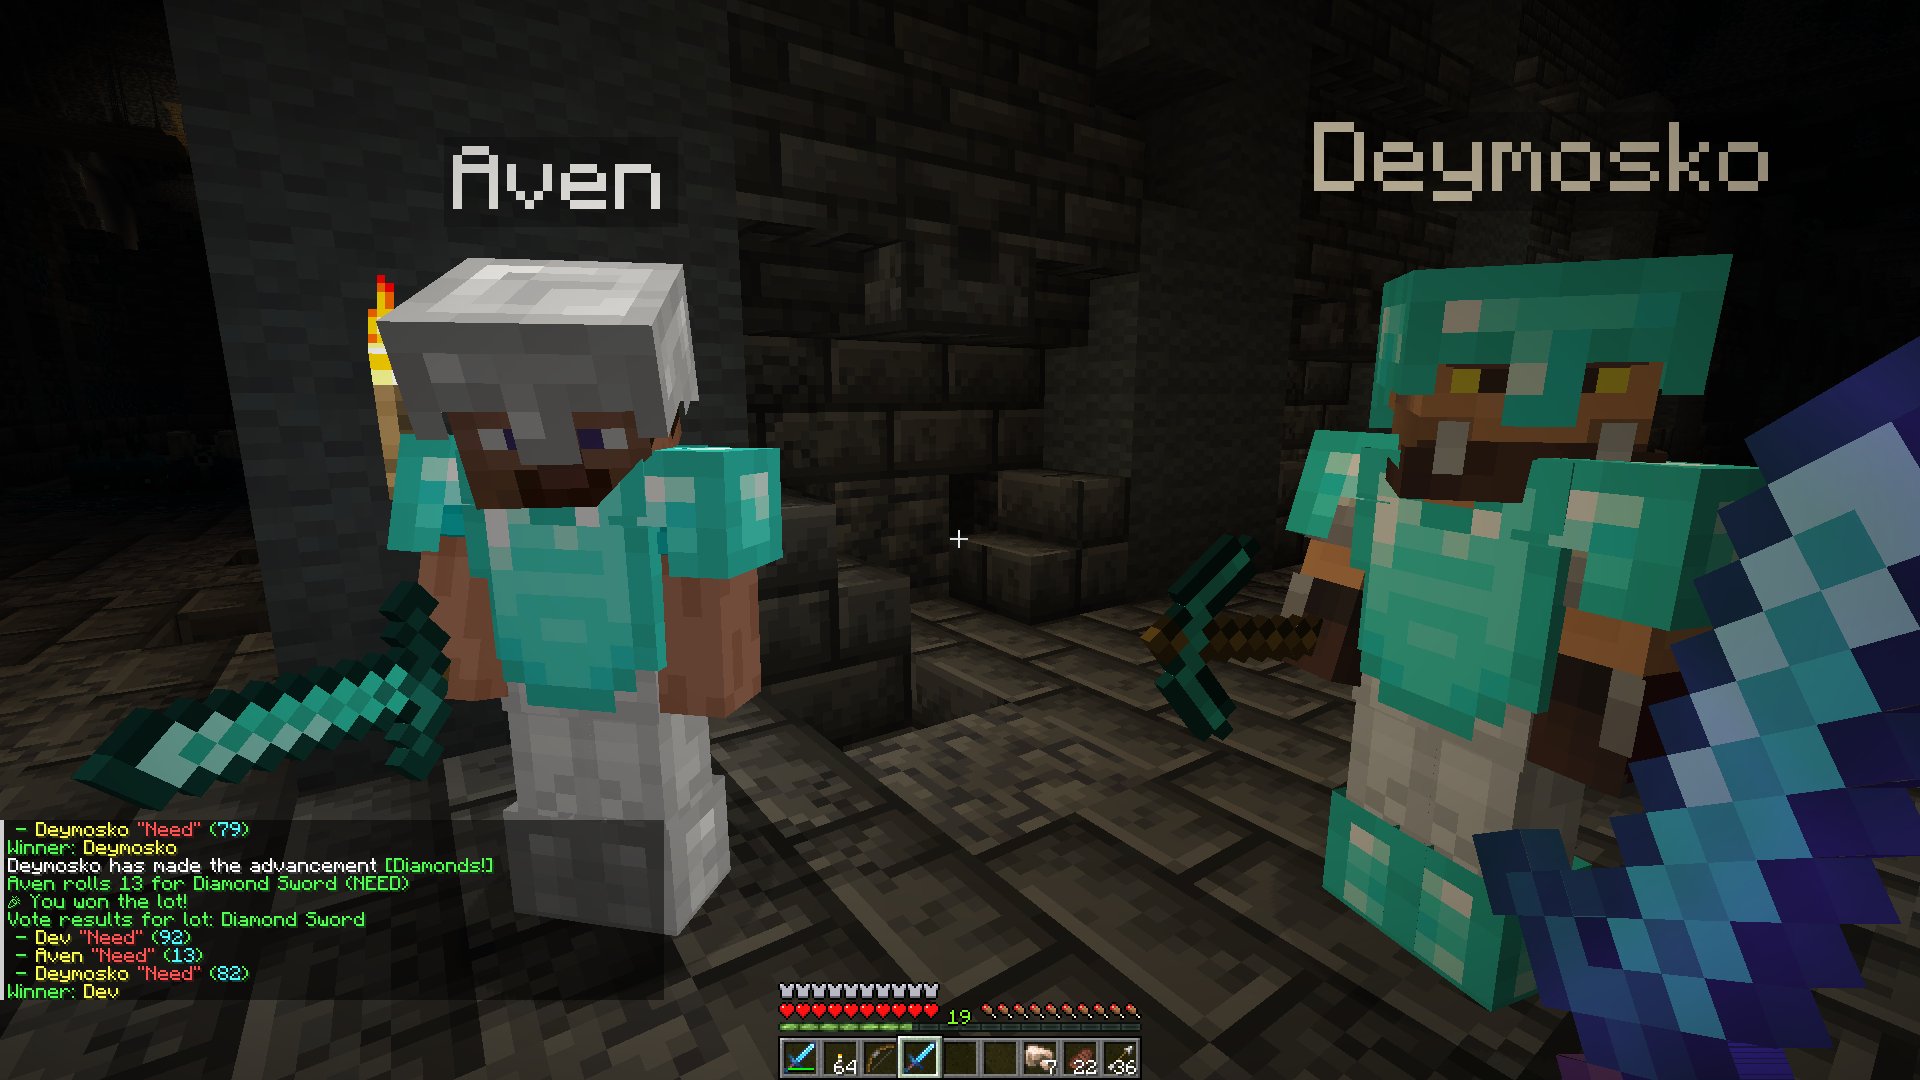 Aven
Deymosko
- Deymosko "Need" (79)
Winner: Deymosko
Deymosko has made the advancement [Diamonds!]
Aven rolls 13 for Diamond Sword (NEED)
You won the lot!
Vote results for lot: Diamond Sword
- Dev "Need" (92)
- Aven "Need" (13)
- Deymosko "Need" (82)
Winner: Dev
19
64 7 22 +36